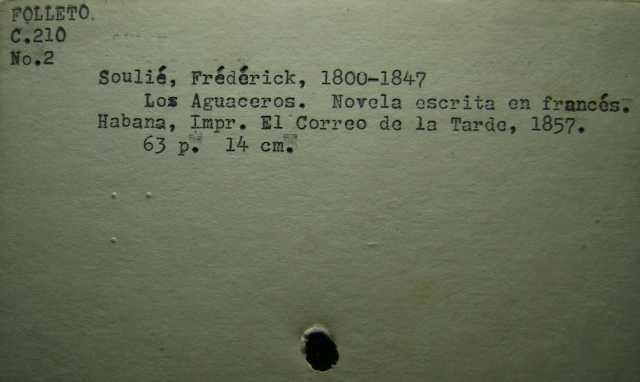 FOLLETO
C.210
No.2
Soulié, Frédérick, 1800-1847
Los Aguaceros. Novela escrita en francés.
Habana, Impr. El Correo de la Tarde, 1857.
63 p. 14 cm.